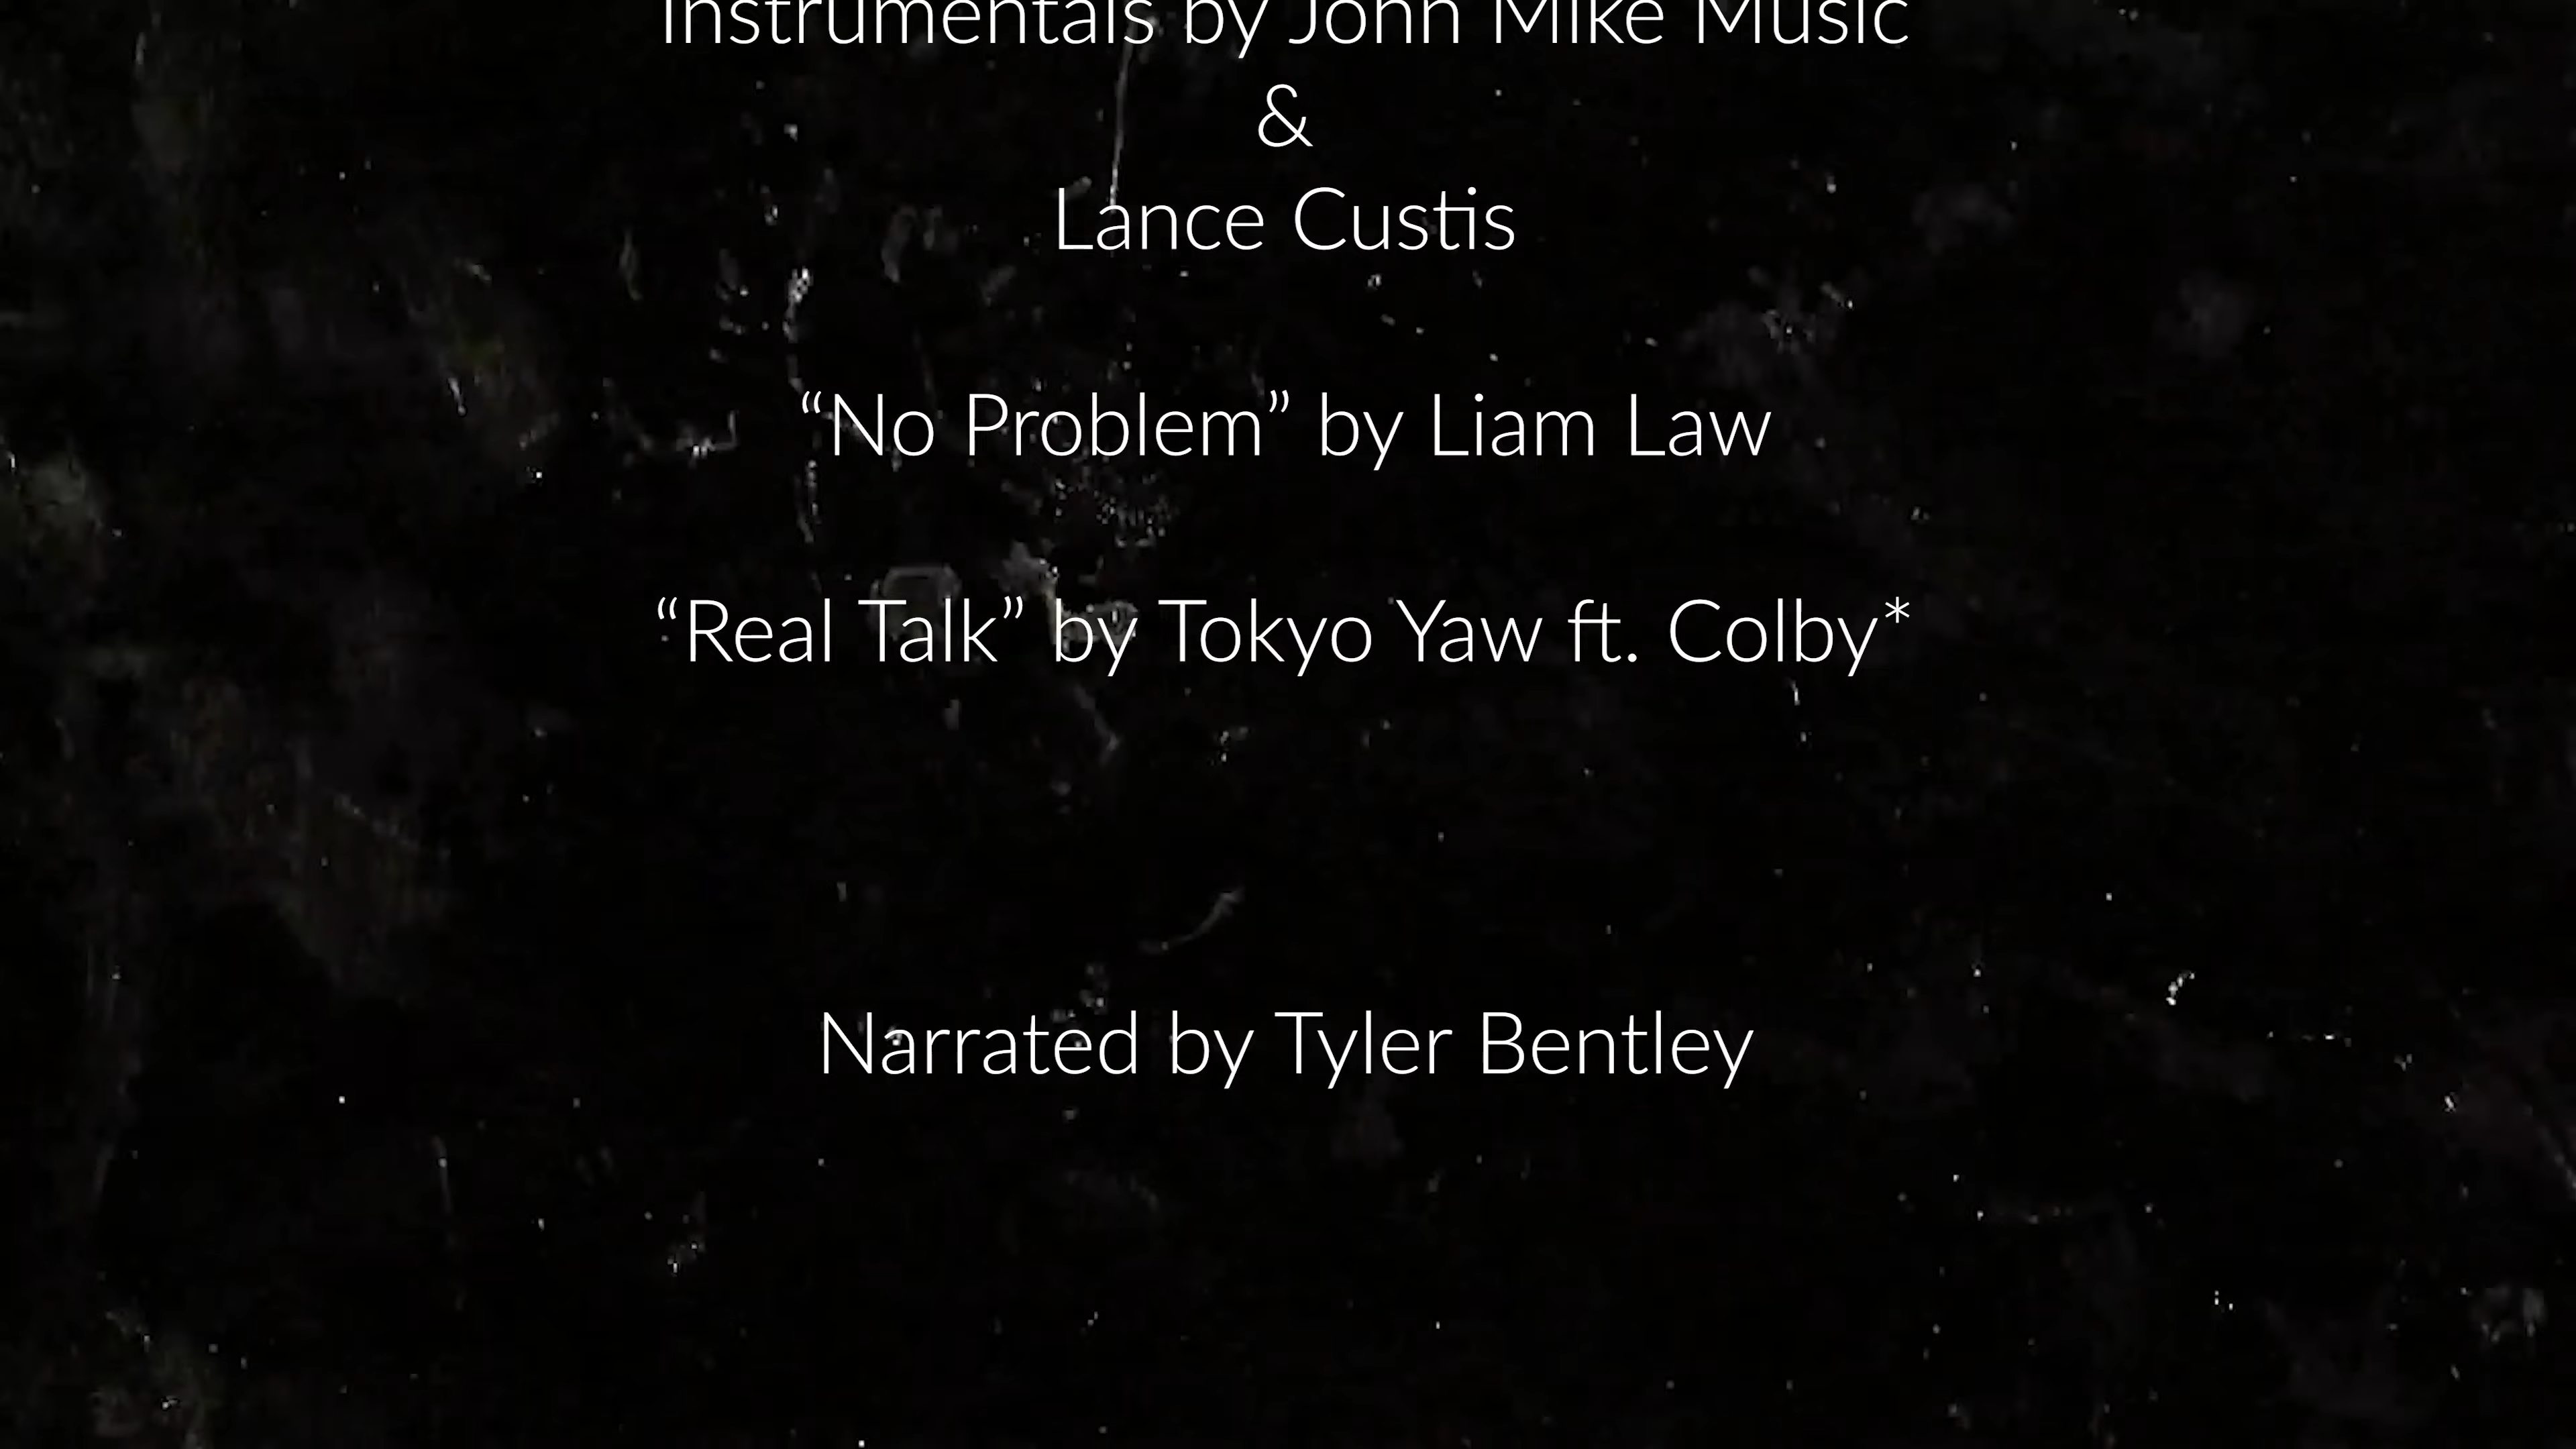 Instrumentals by John Mike Music
&
Lance Custis
“No Problem” by Liam Law
“Real Talk” by Tokyo Yaw ft. Colby*
Narrated by Tyler Bentley